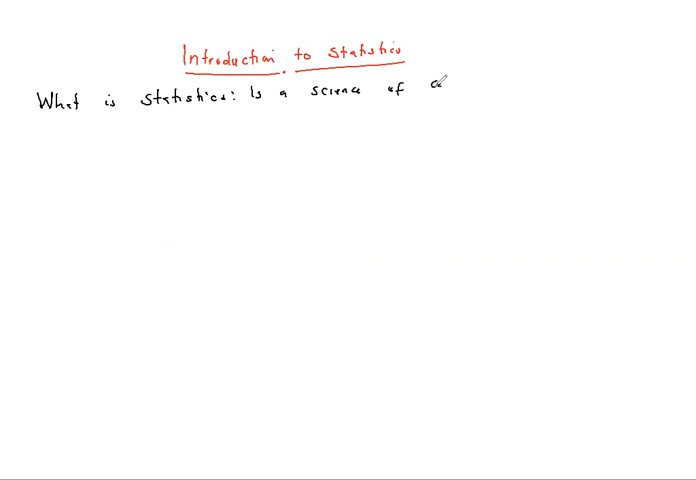 Introduction to Statistics
What is statistics: Is a science of